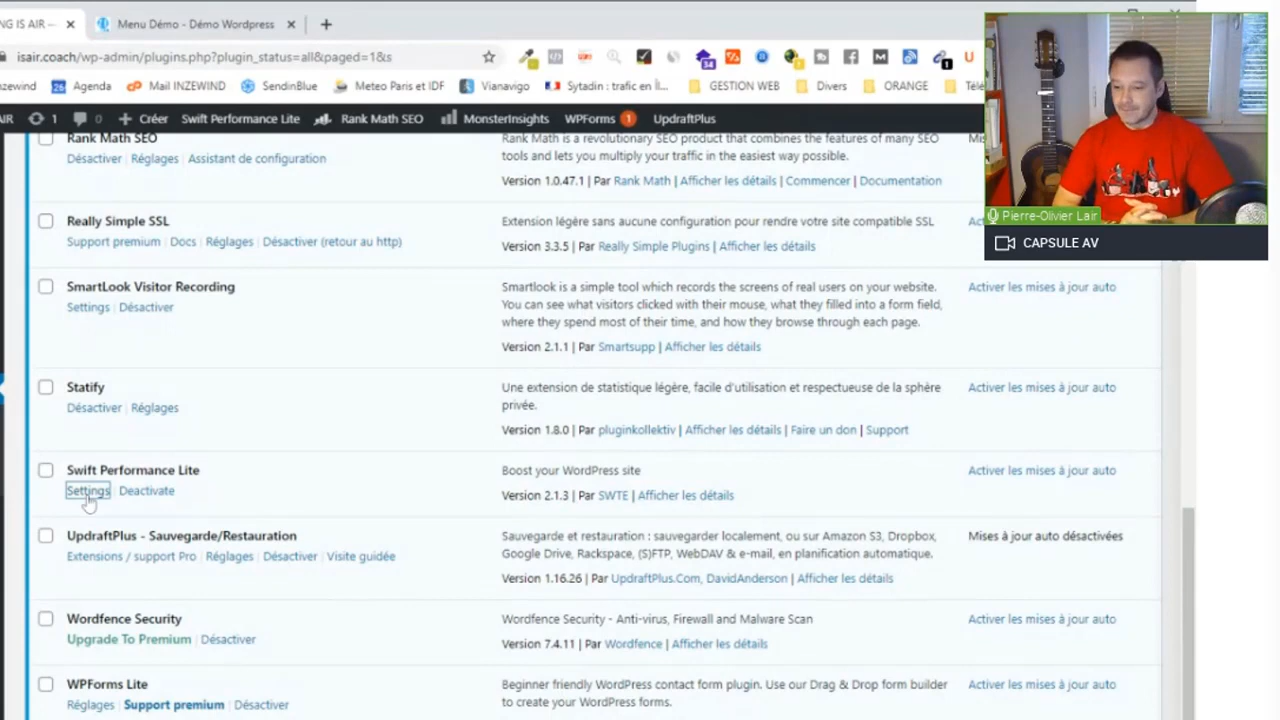 NG IS AIR —
Menu Démo - Démo Wordpress
isair.coach/wp-admin/plugins.php?plugin_status=all&paged=1&s
nzewind
Agenda
Mail INZEWIND
SendinBlue
Meteo Paris et IDF
Vianavigo
Sytadin : trafic en Î...
GESTION WEB
Divers
ORANGE
AIR
1
0
Créer
Swift Performance Lite
Rank Math SEO
MonsterInsights
WPForms 1
UpdraftPlus
Rank Math SEO
Désactiver | Réglages | Assistant de configuration
Rank Math is a revolutionary SEO product that combines the features of many SEO
tools and lets you multiply your traffic in the easiest way possible.
Version 1.0.47.1 | Par Rank Math | Afficher les détails | Commencer | Documentation
Really Simple SSL
Support premium | Docs | Réglages | Désactiver (retour au http)
Extension légère sans aucune configuration pour rendre votre site compatible SSL
Version 3.3.5 | Par Really Simple Plugins | Afficher les détails
SmartLook Visitor Recording
Settings | Désactiver
Smartlook is a simple tool which records the screens of real users on your website.
You can see what visitors clicked with their mouse, what they filled into a form field,
where they spend most of their time, and how they browse through each page.
Version 2.1.1 | Par Smartsupp | Afficher les détails
Activer les mises à jour auto
Statify
Désactiver | Réglages
Une extension de statistique légère, facile d'utilisation et respectueuse de la sphère
privée.
Version 1.8.0 | Par pluginkollektiv | Afficher les détails | Faire un don | Support
Activer les mises à jour auto
Swift Performance Lite
Settings | Deactivate
Boost your WordPress site
Version 2.1.3 | Par SWTE | Afficher les détails
Activer les mises à jour auto
UpdraftPlus - Sauvegarde/Restauration
Extensions / support Pro | Réglages | Désactiver | Visite guidée
Sauvegarde et restauration : sauvegarder localement, ou sur Amazon S3, Dropbox,
Google Drive, Rackspace, (S)FTP, WebDAV & e-mail, en planification automatique.
Version 1.16.26 | Par UpdraftPlus.Com, DavidAnderson | Afficher les détails
Mises à jour auto désactivées
Wordfence Security
Upgrade To Premium | Désactiver
Wordfence Security - Anti-virus, Firewall and Malware Scan
Version 7.4.11 | Par Wordfence | Afficher les détails
Activer les mises à jour auto
WPForms Lite
Réglages | Support premium | Désactiver
Beginner friendly WordPress contact form plugin. Use our Drag & Drop form builder
to create your WordPress forms.
Activer les mises à jour auto
Pierre-Olivier Lair
CAPSULE AV